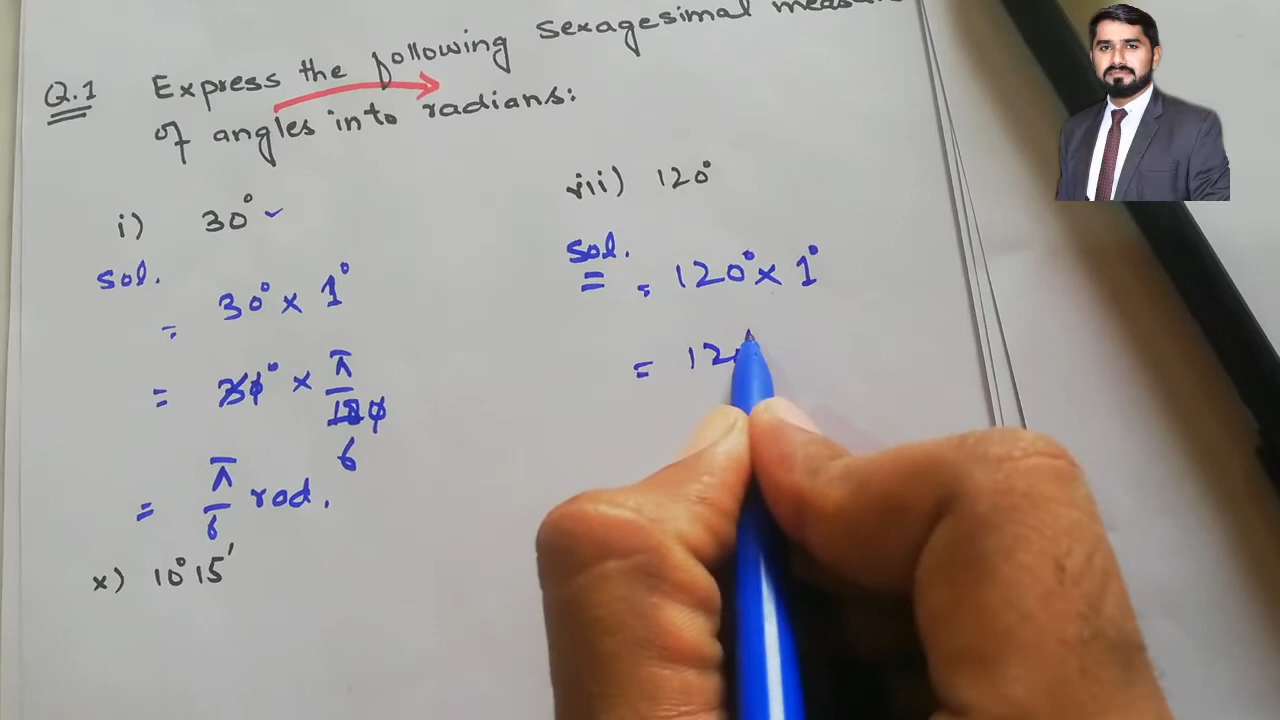 Q.1 Express the following sexagesimal
of angles into radians:
i) 30°
sol.
= 30° × 1°
= 30° × π/180
6
= π/6 rad.
x) 10° 15'
vii) 120°
sol.
= 120° × 1°
= 12